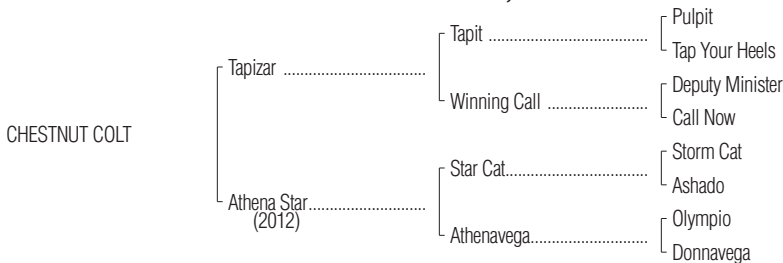 Pulpit
Tapit ............................................
Tap Your Heels
Tapizar .......................................
Deputy Minister
Winning Call ...........................
Call Now
CHESTNUT COLT
Storm Cat
Star Cat.......................................
Ashado
Athena Star................................
(2012)
Olympio
Athenavega................................
Donnavega